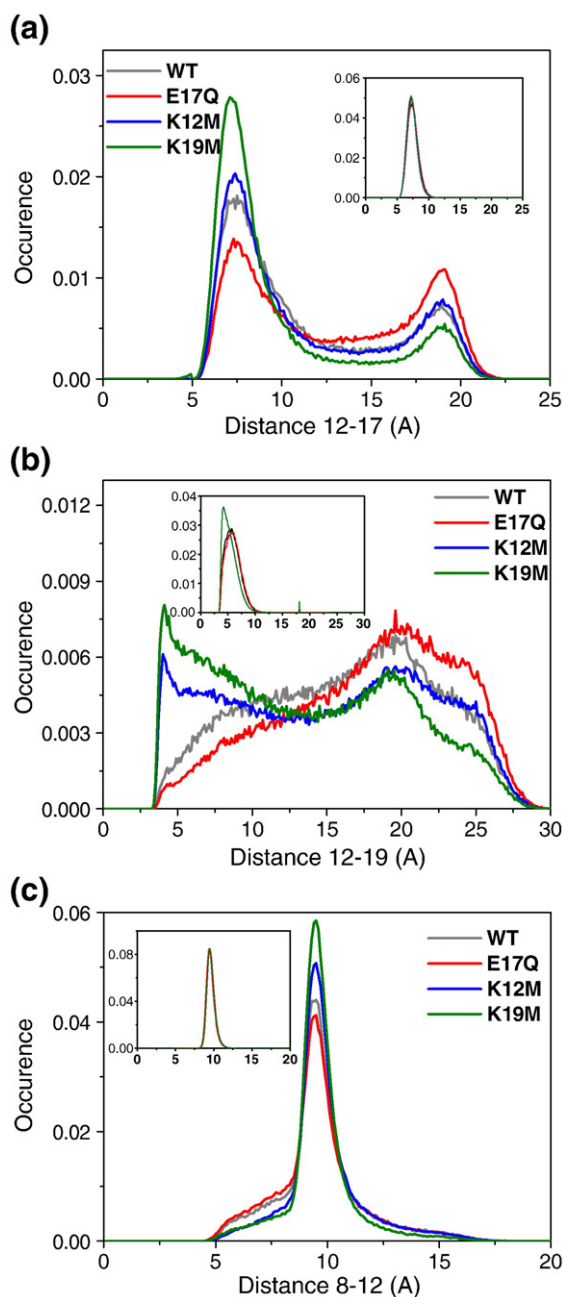 (a)
WT
E17Q
K12M
K19M
0.03
0.02
0.01
0.00
Occurence
0 5 10 15 20 25
Distance 12-17 (A)
0.06
0.04
0.02
0.00
0 5 10 15 20 25
(b)
WT
E17Q
K12M
K19M
0.012
0.009
0.006
0.003
0.000
Occurence
5 10 15 20 25 30
Distance 12-19 (A)
0.04
0.03
0.02
0.01
0.00
0 5 10 15 20 25 30
(c)
WT
E17Q
K12M
K19M
0.06
0.04
0.02
0.00
Occurence
0 5 10 15 20
Distance 8-12 (A)
0.08
0.04
0.00
0 5 10 15 20